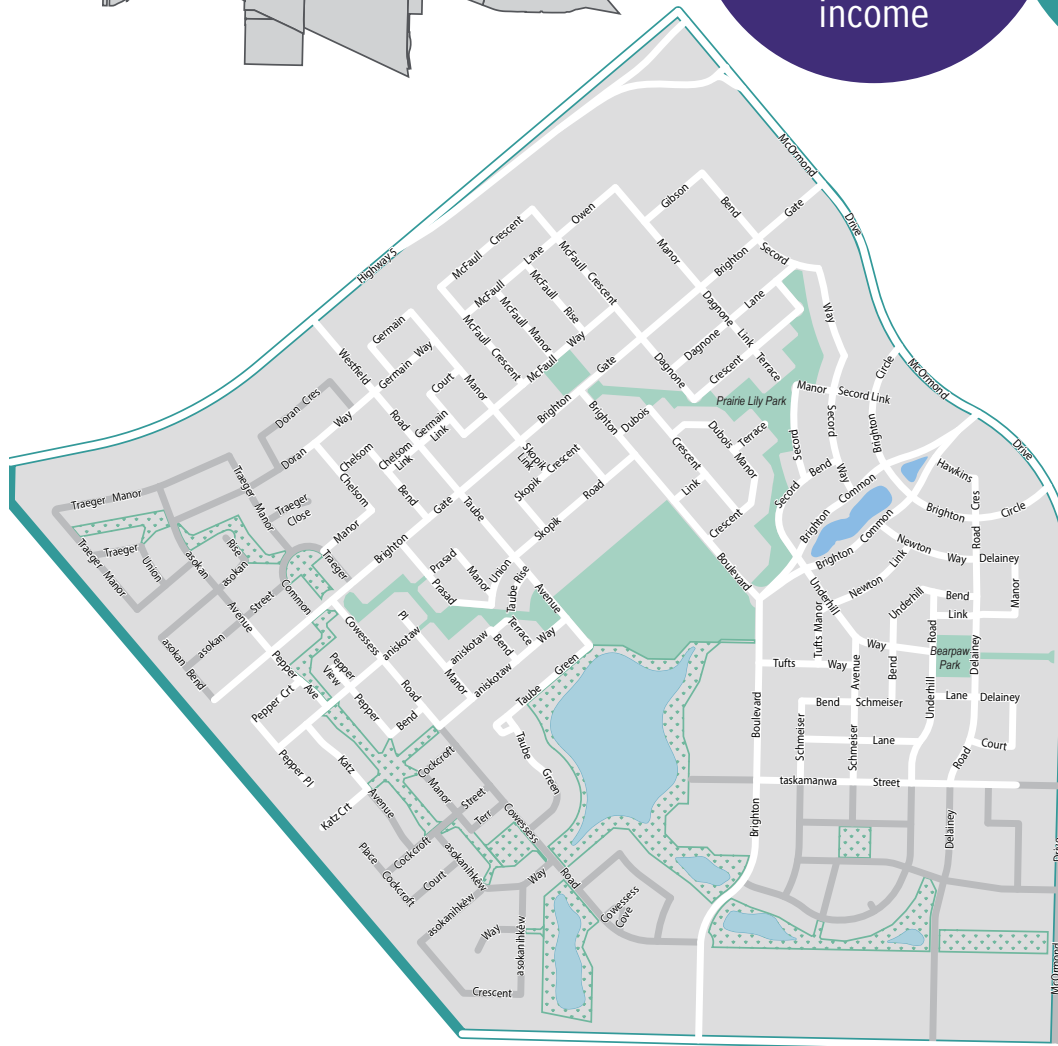 income
McOrmond
Drive
Gibson
Bend
Gate
Owen
Crescent
McFaull
Lane
McFaull
McFaull
Crescent
Manor
Brighton
Secord
Highway 5
McFaull
Rise
McFaull
Manor
McFaull
Crescent
Way
McFaull
Dagnone
Lane
Link
Dagnone
Crescent
Terrace
Dagnone
Way
Circle
McOrmond
Drive
Germain
Germain Way
Westfield
Road
Court
Manor
Germain
Link
Gate
Brighton
Brighton
Dubois
Prairie Lily Park
Manor
Secord Link
Secord
Secord
Way
Brighton
Doran Cres
Way
Doran
Chelsom
Chelsom
Link
Chelsom
Bend
Manor
Skopik
Link
Skopik
Crescent
Road
Skopik
Crescent
Link
Crescent
Dubois
Manor
Terrace
Secord
Bend
Common
Brighton
Brighton
Common
Hawkins
Cres
Brighton
Circle
Road
Traeger Manor
Traeger
Manor
Traeger
Close
Traeger
Union
Traeger
Manor
Rise
asokan
asokan
Avenue
Street
asokan
asokan
Bend
Traeger
Common
Gate
Brighton
Taube
Prasad
Manor
Prasad
Union
Taube Rise
Avenue
Boulevard
Newton
Way
Delainey
Newton
Link
Underhill
Underhill
Bend
Link
Manor
Cowessess
Road
Pl
aniskotaw
Manor
aniskotaw
Bend
Terrace
Way
aniskotaw
Green
Taube
Taube
Green
Pepper
Ave
Pepper
View
Pepper
Bend
Pepper Crt
Pepper Pl
Katz
Avenue
Katz Crt
Tufts Manor
Tufts
Way
Avenue
Way
Bend
Road
Underhill
Bearpaw
Park
Delainey
Lane
Delainey
Court
Road
Bend
Schmeiser
Schmeiser
Schmeiser
Lane
Boulevard
Brighton
taskamanwa
Street
Delainey
Cockcroft
Manor
Street
Terr
Cockcroft
Place
Cockcroft
Court
Cowessess
Road
asokanihkêw
Way
asokanihkêw
Way
asokanihkêw
Crescent
Cowessess
Cove
Drive
McOrmond